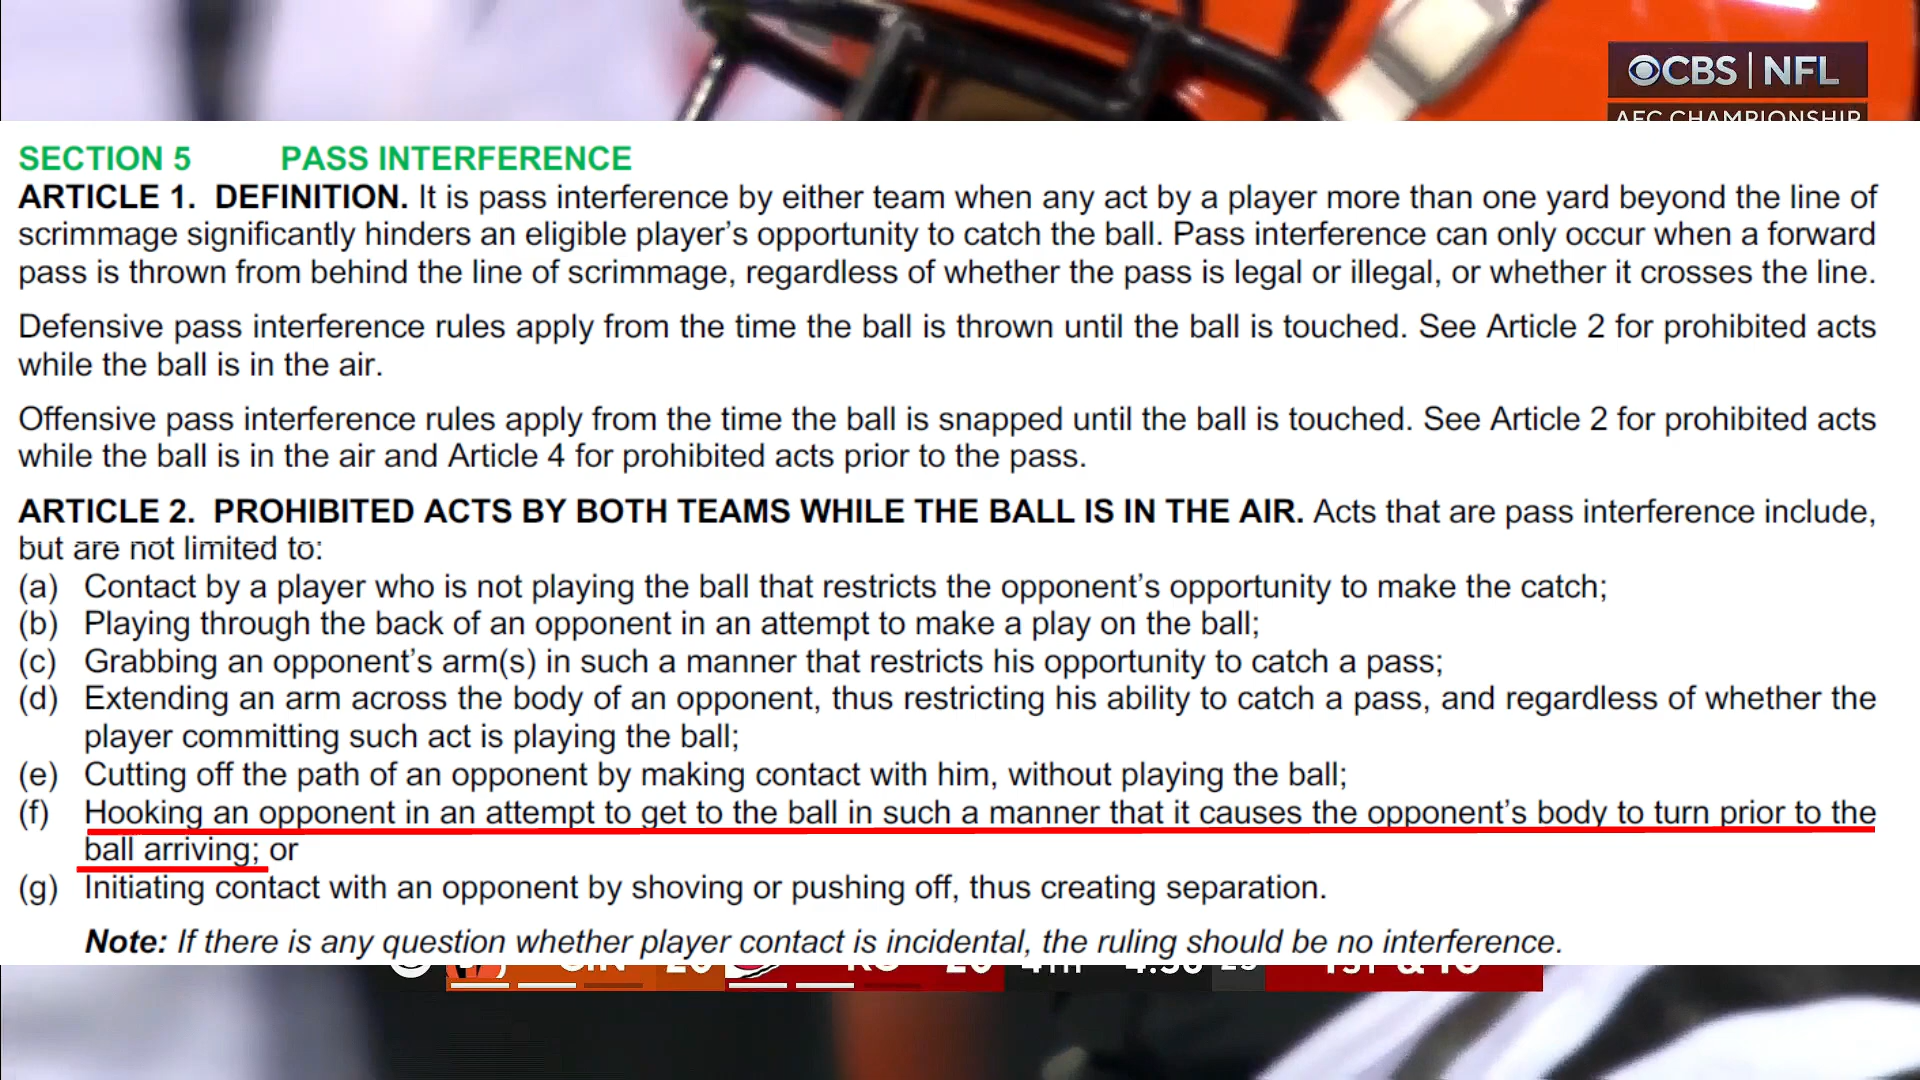 CBS | NFL
AFC CHAMPIONSHIP
SECTION 5 PASS INTERFERENCE
ARTICLE 1. DEFINITION. It is pass interference by either team when any act by a player more than one yard beyond the line of
scrimmage significantly hinders an eligible player's opportunity to catch the ball. Pass interference can only occur when a forward
pass is thrown from behind the line of scrimmage, regardless of whether the pass is legal or illegal, or whether it crosses the line.
Defensive pass interference rules apply from the time the ball is thrown until the ball is touched. See Article 2 for prohibited acts
while the ball is in the air.
Offensive pass interference rules apply from the time the ball is snapped until the ball is touched. See Article 2 for prohibited acts
while the ball is in the air and Article 4 for prohibited acts prior to the pass.
ARTICLE 2. PROHIBITED ACTS BY BOTH TEAMS WHILE THE BALL IS IN THE AIR. Acts that are pass interference include,
but are not limited to:
(a) Contact by a player who is not playing the ball that restricts the opponent's opportunity to make the catch;
(b) Playing through the back of an opponent in an attempt to make a play on the ball;
(c) Grabbing an opponent's arm(s) in such a manner that restricts his opportunity to catch a pass;
(d) Extending an arm across the body of an opponent, thus restricting his ability to catch a pass, and regardless of whether the
player committing such act is playing the ball;
(e) Cutting off the path of an opponent by making contact with him, without playing the ball;
(f) Hooking an opponent in an attempt to get to the ball in such a manner that it causes the opponent's body to turn prior to the
ball arriving; or
(g) Initiating contact with an opponent by shoving or pushing off, thus creating separation.
Note: If there is any question whether player contact is incidental, the ruling should be no interference.
CIN 20 KC 20 4TH